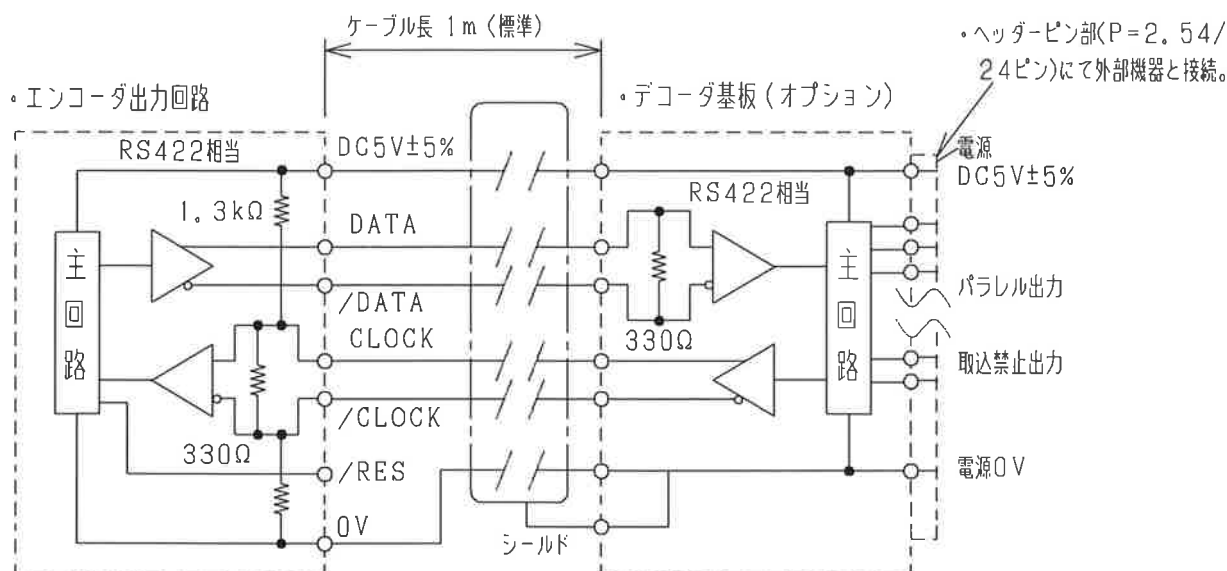 ケーブル長 1m(標準)
・ヘッダーピン部(P=2.54/
24ピン)にて外部機器と接続。
・エンコーダ出力回路
・デコーダ基板(オプション)
RS422相当
DC5V±5%
電源
DC5V±5%
RS422相当
1.3kΩ
DATA
主回路
/DATA
主回路
パラレル出力
CLOCK
330Ω
取込禁止出力
/CLOCK
330Ω
/RES
電源0V
0V
シールド